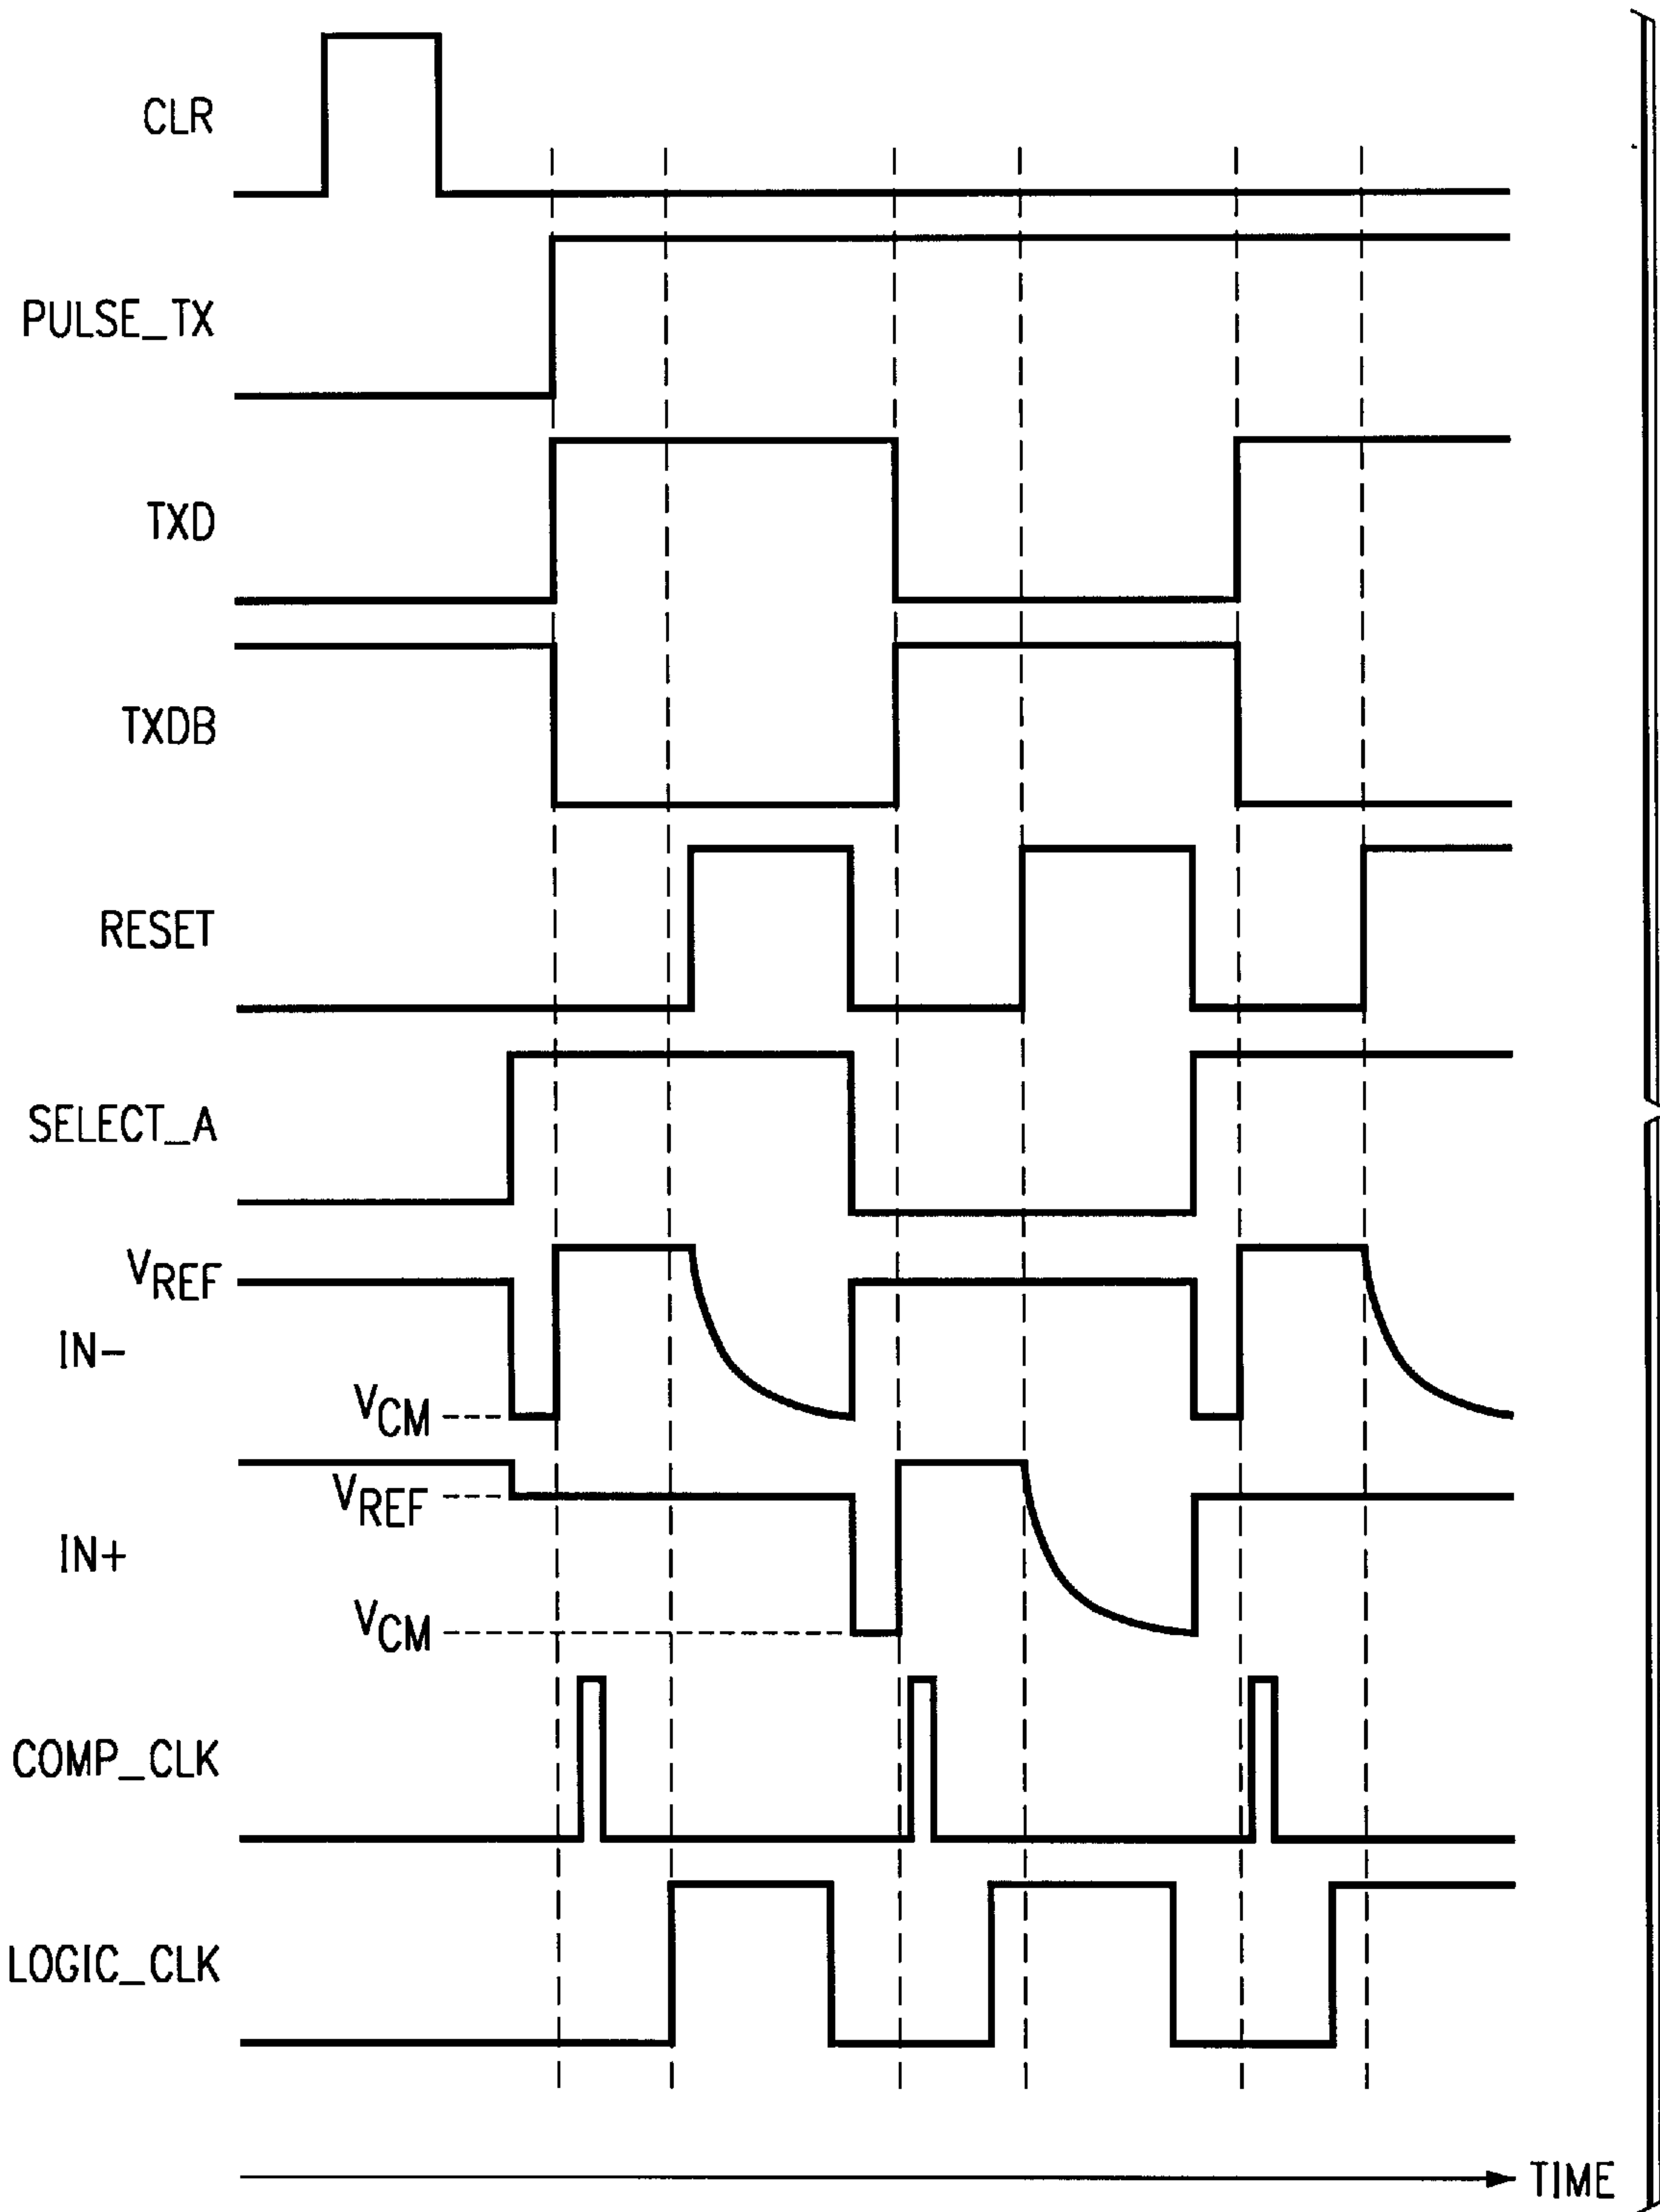 CLR
PULSE_TX
TXD
TXDB
RESET
SELECT_A
VREF
IN-
VCM
VREF
IN+
VCM
COMP_CLK
LOGIC_CLK
TIME